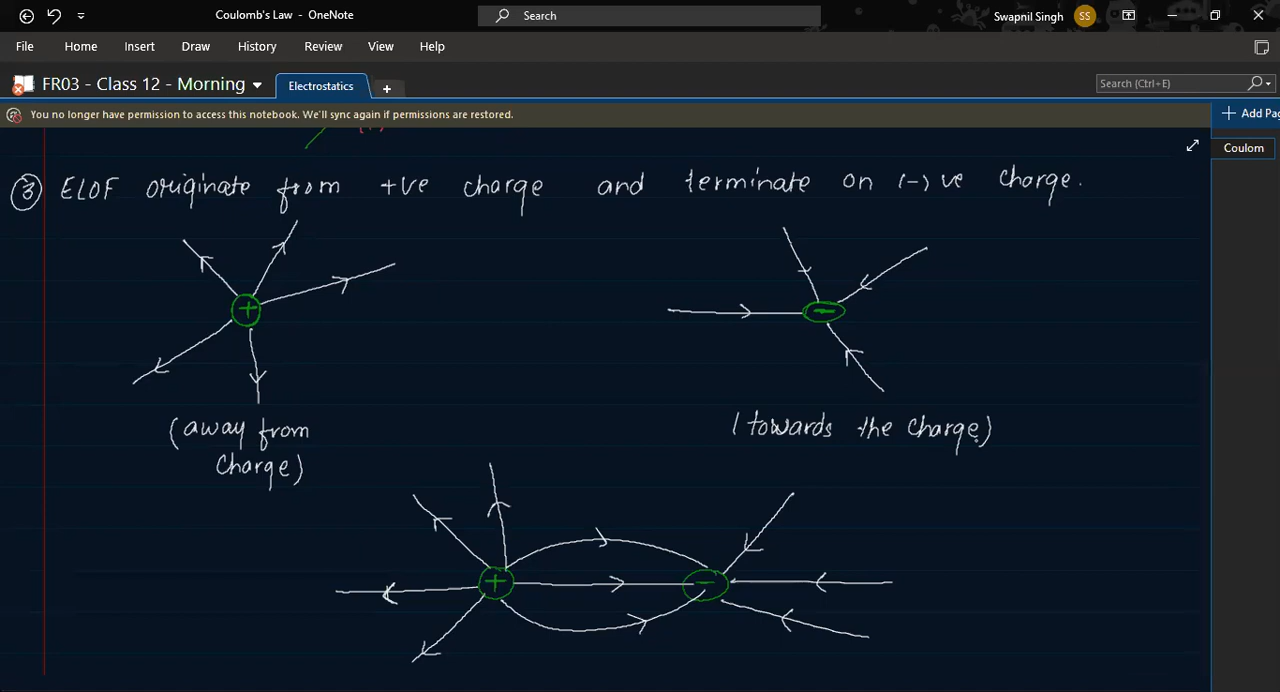 Coulomb's Law - OneNote
Search
Swapnil Singh
SS
File Home Insert Draw History Review View Help
FR03 - Class 12 - Morning
Electrostatics
+
Search (Ctrl+E)
You no longer have permission to access this notebook. We'll sync again if permissions are restored.
+ Add Pag
Coulom
③ ELOF originate from +ve charge and terminate on (-)ve charge.
+
-
(away from
charge)
(towards the charge)
+
-